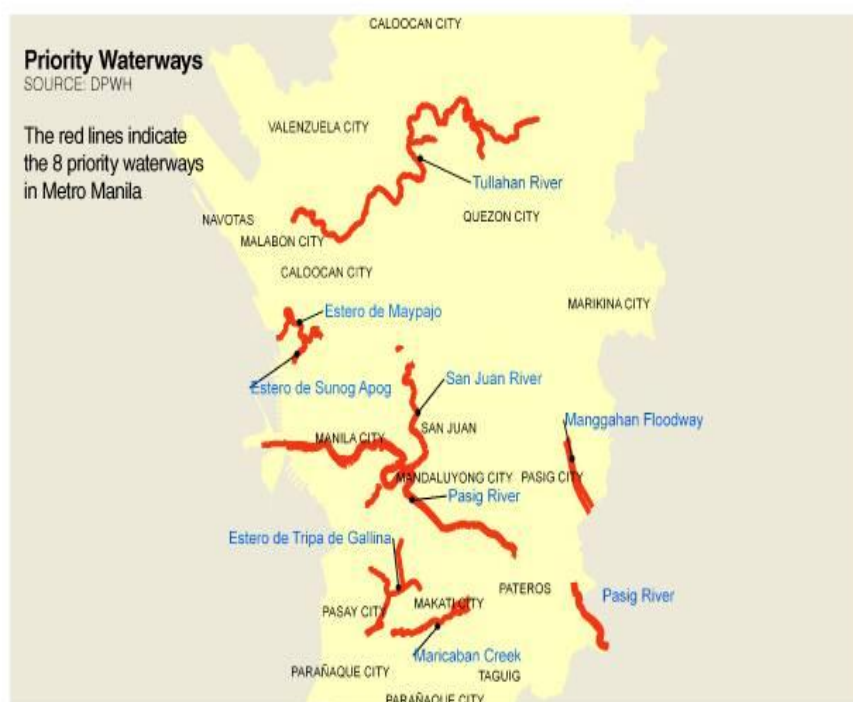 CALOOCAN CITY
Priority Waterways
SOURCE: DPWH
The red lines indicate
the 8 priority waterways
in Metro Manila
VALENZUELA CITY
Tullahan River
NAVOTAS
QUEZON CITY
MALABON CITY
CALOOCAN CITY
MARIKINA CITY
Estero de Maypajo
Estero de Sunog Apog
San Juan River
Manggahan Floodway
SAN JUAN
MANILA CITY
MANDALUYONG CITY
PASIG CITY
Pasig River
Estero de Tripa de Gallina
PATEROS
Pasig River
PASAY CITY
MAKATI CITY
Maricaban Creek
PARAÑAQUE CITY
TAGUIG
PARAÑAQUE CITY